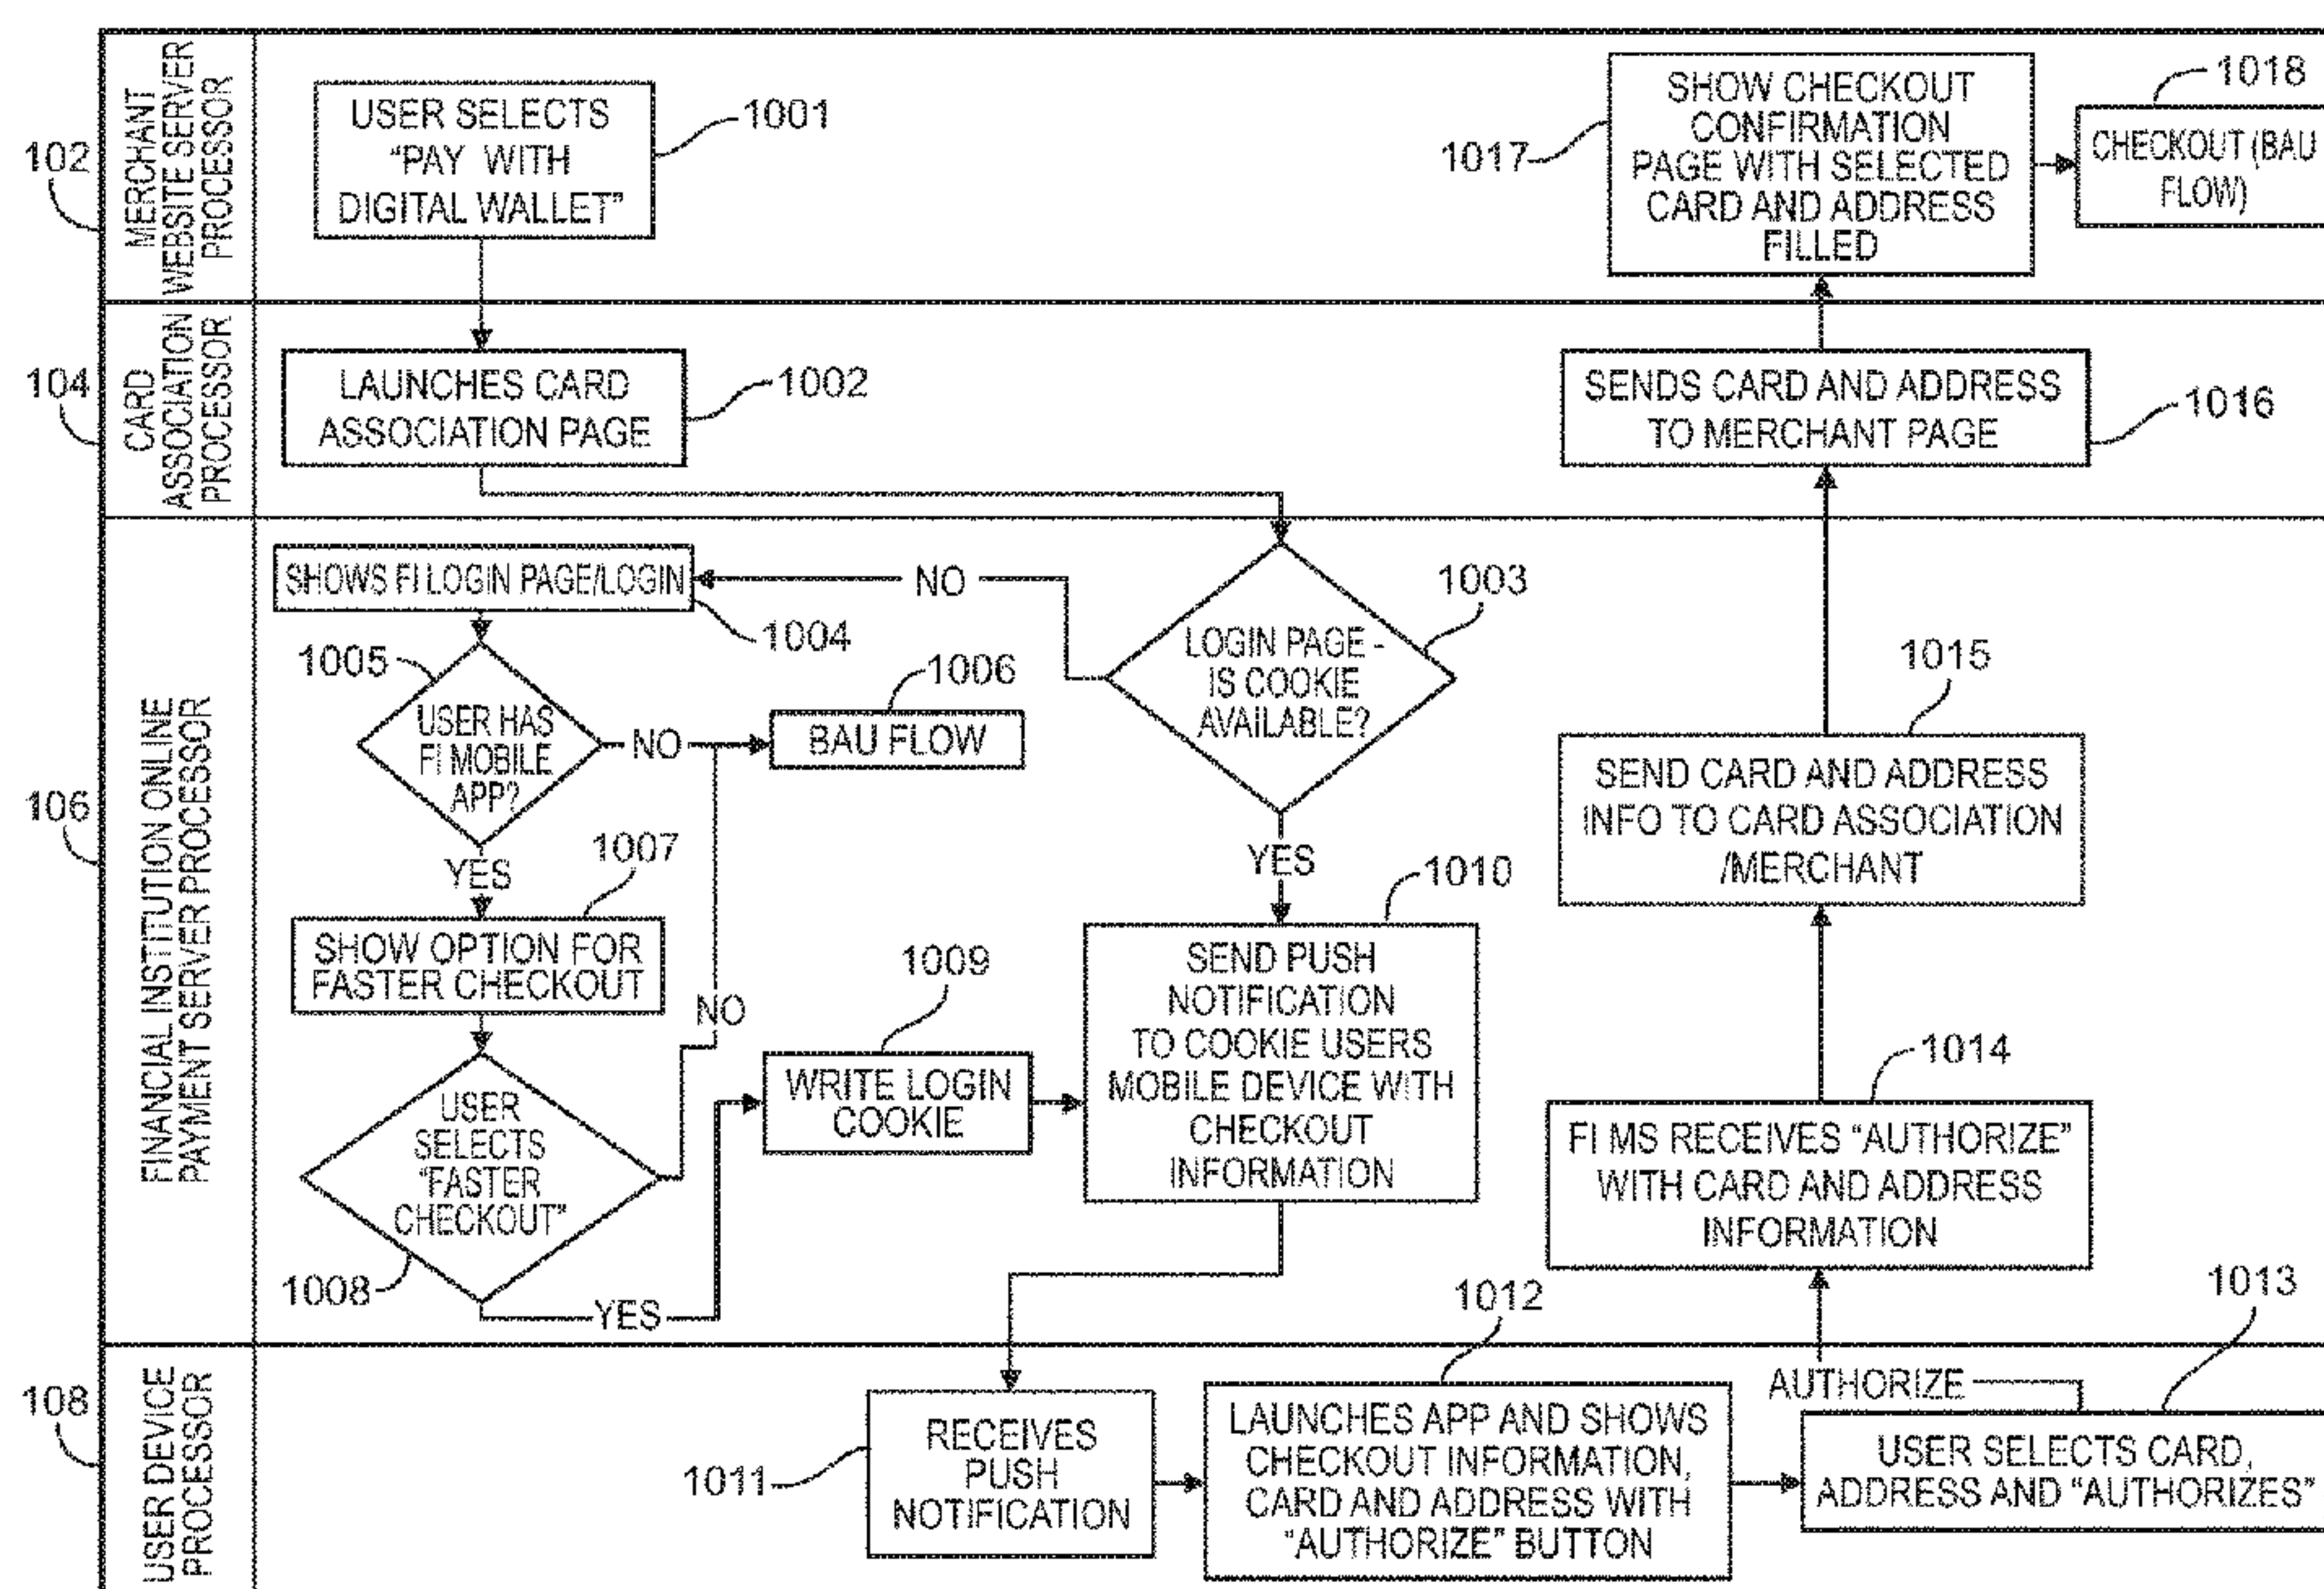 102
MERCHANT
WEBSITE SERVER
PROCESSOR
USER SELECTS
"PAY WITH
DIGITAL WALLET"
1001
1017
SHOW CHECKOUT
CONFIRMATION
PAGE WITH SELECTED
CARD AND ADDRESS
FILLED
1018
CHECKOUT (BAU
FLOW)
104
CARD
ASSOCIATION
PROCESSOR
LAUNCHES CARD
ASSOCIATION PAGE
1002
SENDS CARD AND ADDRESS
TO MERCHANT PAGE
1016
106
FINANCIAL INSTITUTION ONLINE
PAYMENT SERVER PROCESSOR
SHOWS FI LOGIN PAGE/LOGIN
1004
NO
LOGIN PAGE -
IS COOKIE
AVAILABLE?
1003
1005
USER HAS
FI MOBILE
APP?
NO
1006
BAU FLOW
YES
1007
SHOW OPTION FOR
FASTER CHECKOUT
NO
USER
SELECTS
"FASTER
CHECKOUT"
1008
YES
1009
WRITE LOGIN
COOKIE
YES
1010
SEND PUSH
NOTIFICATION
TO COOKIE USERS
MOBILE DEVICE WITH
CHECKOUT
INFORMATION
1015
SEND CARD AND ADDRESS
INFO TO CARD ASSOCIATION
/MERCHANT
1014
FI MS RECEIVES "AUTHORIZE"
WITH CARD AND ADDRESS
INFORMATION
108
USER DEVICE
PROCESSOR
1011
RECEIVES
PUSH
NOTIFICATION
1012
LAUNCHES APP AND SHOWS
CHECKOUT INFORMATION,
CARD AND ADDRESS WITH
"AUTHORIZE" BUTTON
AUTHORIZE
1013
USER SELECTS CARD,
ADDRESS AND "AUTHORIZES"